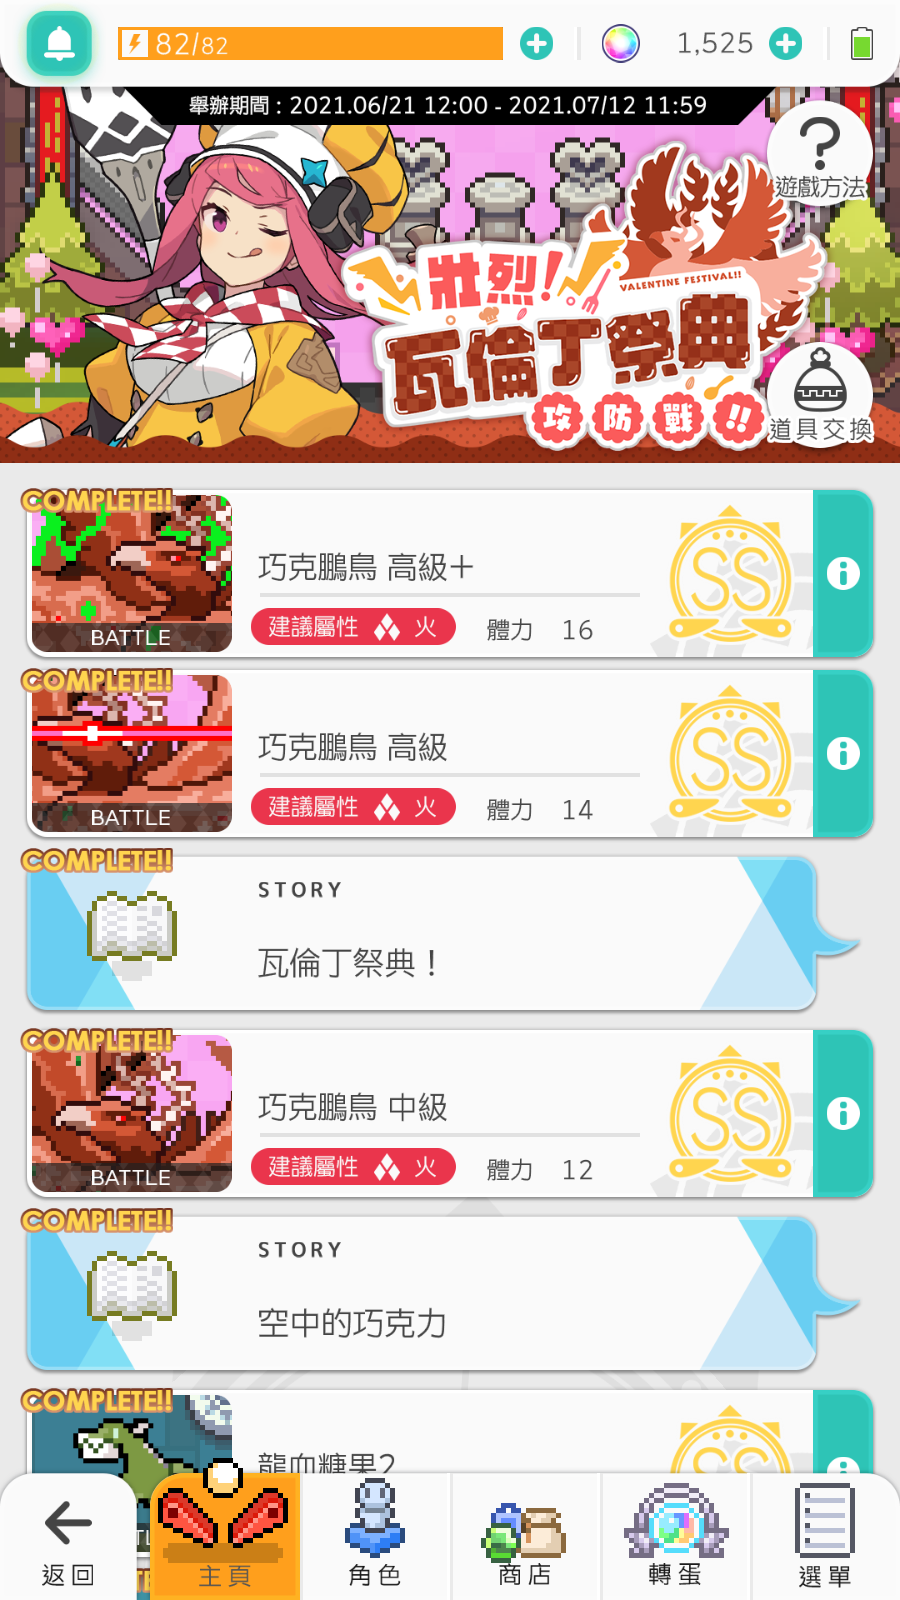 82/82
1,525
舉辦期間：2021.06/21 12:00 - 2021.07/12 11:59
遊戲方法
壯烈!
VALENTINE FESTIVAL!!
瓦倫丁祭典
攻防戰!!
道具交換
COMPLETE!!
巧克鵬鳥 高級＋
SS
BATTLE
建議屬性 火 體力 16
COMPLETE!!
巧克鵬鳥 高級
SS
BATTLE
建議屬性 火 體力 14
COMPLETE!!
STORY
瓦倫丁祭典！
COMPLETE!!
巧克鵬鳥 中級
SS
BATTLE
建議屬性 火 體力 12
COMPLETE!!
STORY
空中的巧克力
COMPLETE!!
龍血糖果2
返回
主頁
角色
商店
轉蛋
選單